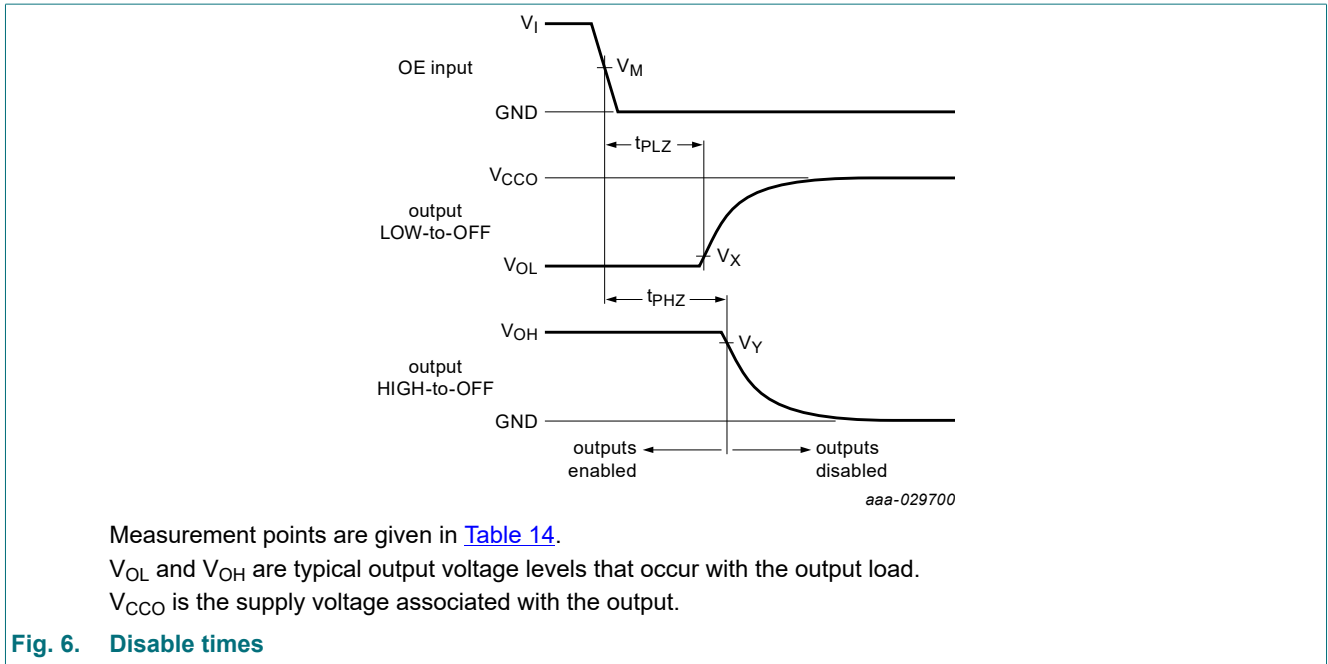 V_I
OE input
V_M
GND
t_PLZ
V_CCO
output
LOW-to-OFF
V_X
V_OL
t_PHZ
V_OH
V_Y
output
HIGH-to-OFF
GND
outputs enabled
outputs disabled
aaa-029700
Measurement points are given in Table 14.
V_OL and V_OH are typical output voltage levels that occur with the output load.
V_CCO is the supply voltage associated with the output.
Fig. 6. Disable times